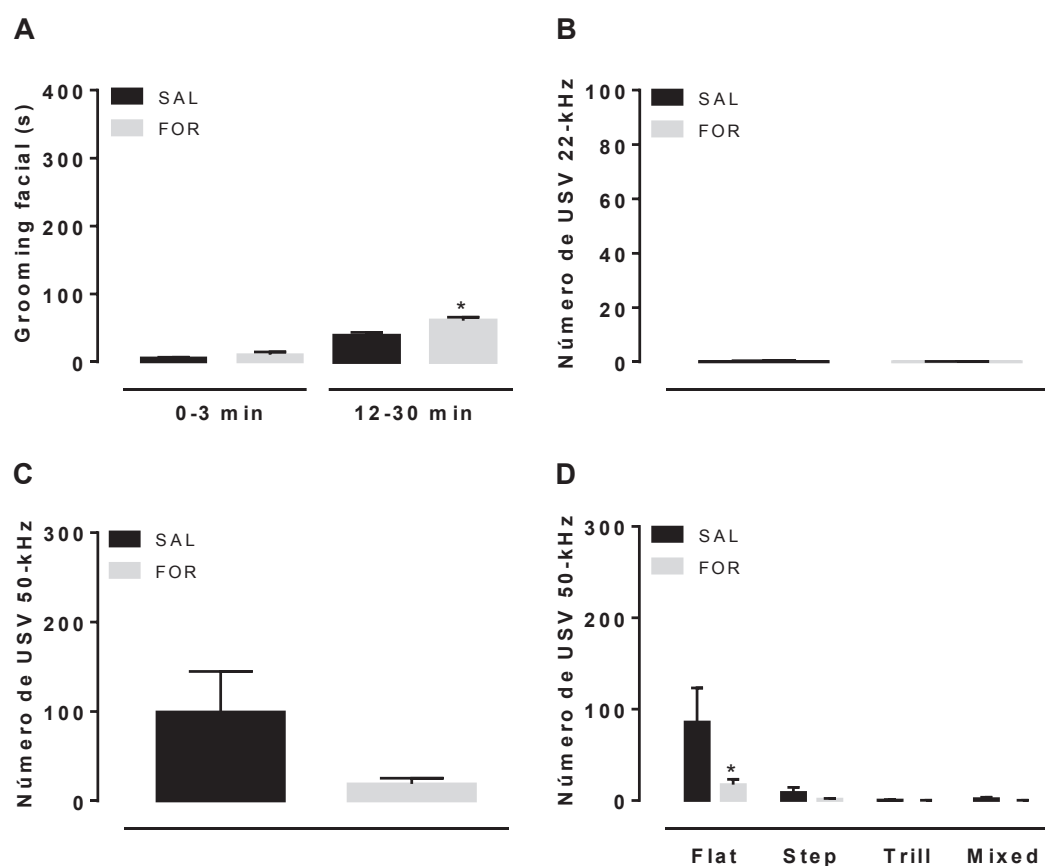 A
Grooming facial (s)
400
300
200
100
0
SAL
FOR
*
0-3 min
12-30 min
B
Número de USV 22-kHz
100
80
60
40
20
0
SAL
FOR
C
Número de USV 50-kHz
300
200
100
0
SAL
FOR
D
Número de USV 50-kHz
300
200
100
0
SAL
FOR
*
Flat
Step
Trill
Mixed